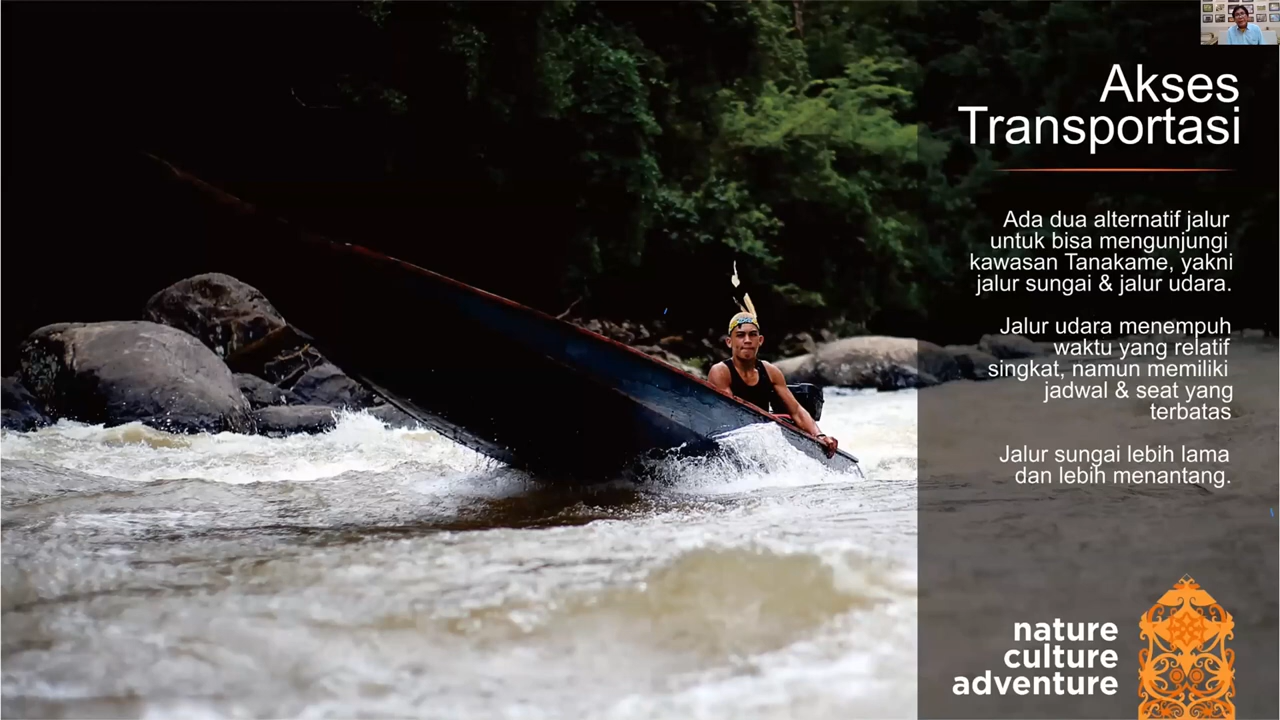 Akses
Transportasi
Ada dua alternatif jalur
untuk bisa mengunjungi
kawasan Tanakame, yakni
jalur sungai & jalur udara.
Jalur udara menempuh
waktu yang relatif
singkat, namun memiliki
jadwal & seat yang
terbatas
Jalur sungai lebih lama
dan lebih menantang.
nature
culture
adventure